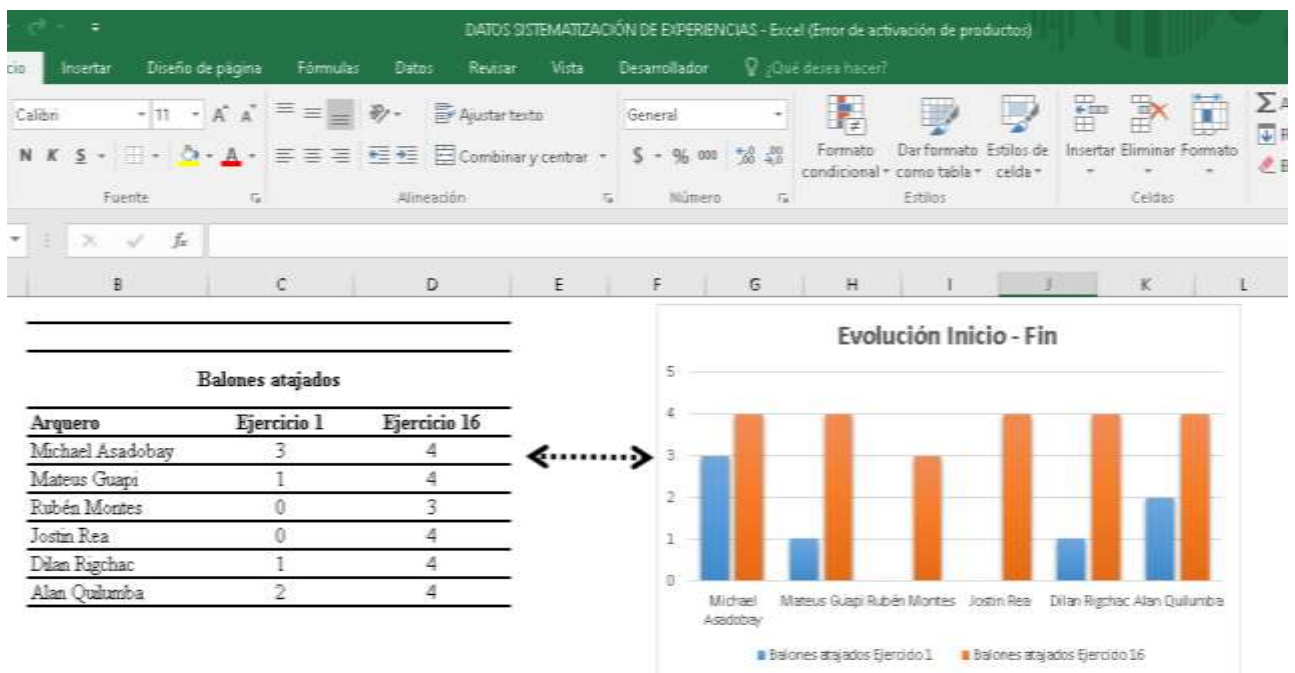 DATOS SISTEMATIZACIÓN DE EXPERIENCIAS - Excel (Error de activación de productos)
cio Insertar Diseño de página Fórmulas Datos Revisar Vista Desarrollador ¿Qué desea hacer?
Calibri 11 A A Ajustar texto General
N K S A Combinar y centrar $ % 000 Formato condicional Dar formato como tabla Estilos de celda Insertar Eliminar Formato
Fuente Alineación Número Estilos Celdas
fx
B C D E F G H I J K L
Balones atajados
Arquero Ejercicio 1 Ejercicio 16
Michael Asadobay 3 4
Mateus Guapi 1 4
Rubén Montes 0 3
Jostin Rea 0 4
Dilan Rigchac 1 4
Alan Quilumba 2 4
Evolución Inicio - Fin
5
4
3
2
1
0
Michael Asadobay Mateus Guapi Rubén Montes Jostin Rea Dilan Rigchac Alan Quilumba
Balones atajados Ejercicio 1 Balones atajados Ejercicio 16